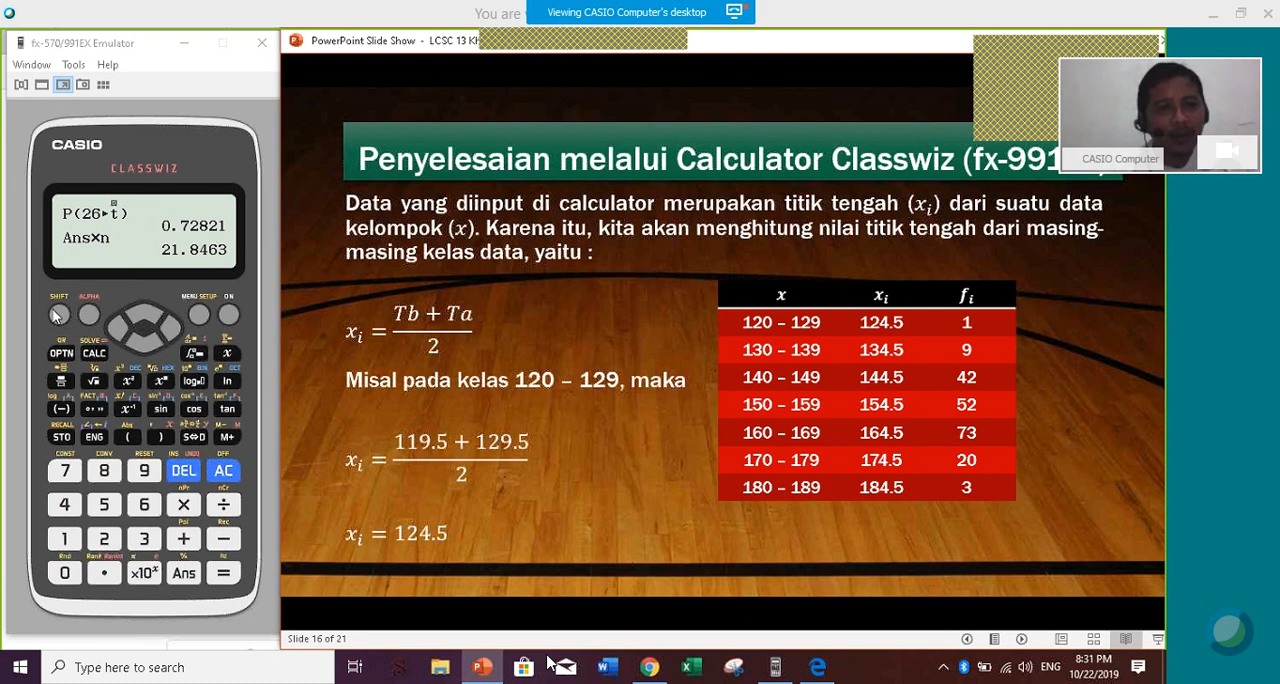 You are
Viewing CASIO Computer's desktop
fx-570/991EX Emulator
Window Tools Help
CASIO
CLASSWIZ
P(26▸t)
0.72821
Ans×n
21.8463
SHIFT ALPHA MENU SETUP ON
OPTN CALC x
log ln
(−) sin cos tan
STO ENG ( ) S⇔D M+
7 8 9 DEL AC
4 5 6 × ÷
1 2 3 + −
0 • ×10ˣ Ans =
PowerPoint Slide Show - LCSC 13 Kh
Penyelesaian melalui Calculator Classwiz (fx-991
CASIO Computer
Data yang diinput di calculator merupakan titik tengah (xᵢ) dari suatu data
kelompok (x). Karena itu, kita akan menghitung nilai titik tengah dari masing-
masing kelas data, yaitu :
xᵢ = (Tb + Ta)/2
Misal pada kelas 120 – 129, maka
xᵢ = (119.5 + 129.5)/2
xᵢ = 124.5
x xᵢ fᵢ
120 – 129 124.5 1
130 – 139 134.5 9
140 – 149 144.5 42
150 – 159 154.5 52
160 – 169 164.5 73
170 – 179 174.5 20
180 – 189 184.5 3
Slide 16 of 21
Type here to search
ENG
8:31 PM
10/22/2019